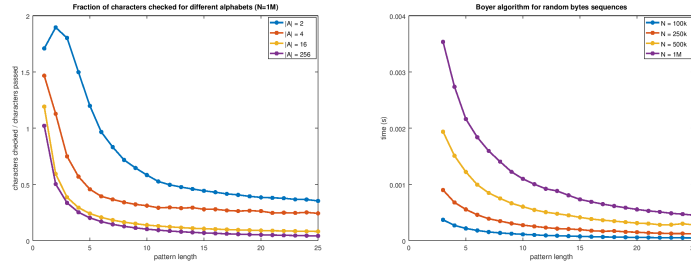 Fraction of characters checked for different alphabets (N=1M)
characters checked / characters passed
2
1.5
1
0.5
0
0
5
10
15
20
25
pattern length
|A| = 2
|A| = 4
|A| = 16
|A| = 256
Boyer algorithm for random bytes sequences
time (s)
0.004
0.003
0.002
0.001
0
0
5
10
15
20
pattern length
N = 100k
N = 250k
N = 500k
N = 1M